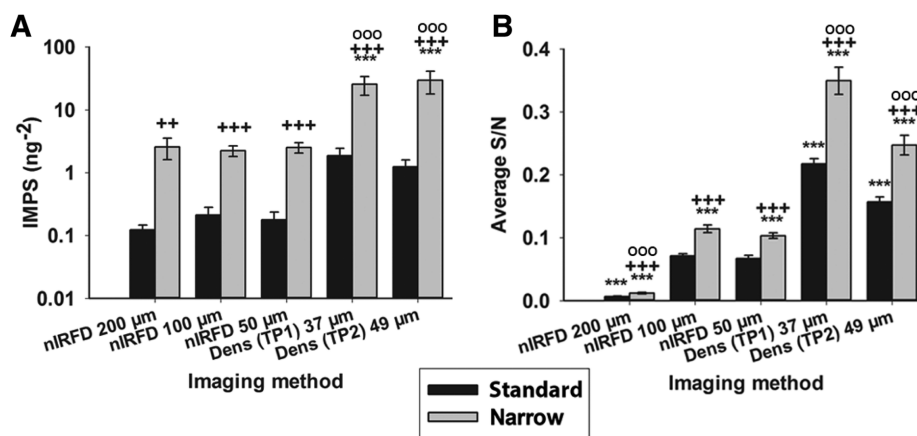 A
IMPS (ng-2)
100
10
1
0.1
0.01
++
+++
+++
ooo
+++
***
ooo
+++
***
nIRFD 200 µm
nIRFD 100 µm
nIRFD 50 µm
Dens (TP1) 37 µm
Dens (TP2) 49 µm
Imaging method
B
Average S/N
0.4
0.3
0.2
0.1
0.0
***
ooo
+++
***
+++
***
+++
***
***
ooo
+++
***
***
ooo
+++
***
nIRFD 200 µm
nIRFD 100 µm
nIRFD 50 µm
Dens (TP1) 37 µm
Dens (TP2) 49 µm
Imaging method
Standard
Narrow